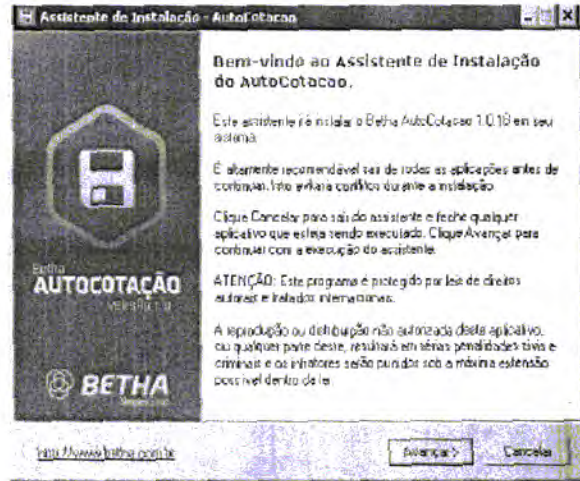 Assistente de Instalação - AutoCotacao
Bem-vindo ao Assistente de Instalação
do AutoCotacao.
Este assistente irá instalar o Betha AutoCotacao 1.0.18 em seu
sistema.
É altamente recomendável sair de todas as aplicações antes de
continuar. Isto evitará conflitos durante a instalação.
Clique Cancelar para sair do assistente e feche qualquer
aplicativo que esteja sendo executado. Clique Avançar para
continuar com a execução do assistente.
ATENÇÃO: Este programa é protegido por leis de direitos
autorais e tratados internacionais.
A reprodução ou distribuição não autorizada deste aplicativo,
ou qualquer parte deste, resultará em sérias penalidades civis e
criminais e os infratores serão punidos sob a máxima extensão
possível dentro da lei.
Betha
AUTOCOTAÇÃO
VERSÃO 1.0
BETHA
http://www.betha.com.br
Avançar >
Cancelar